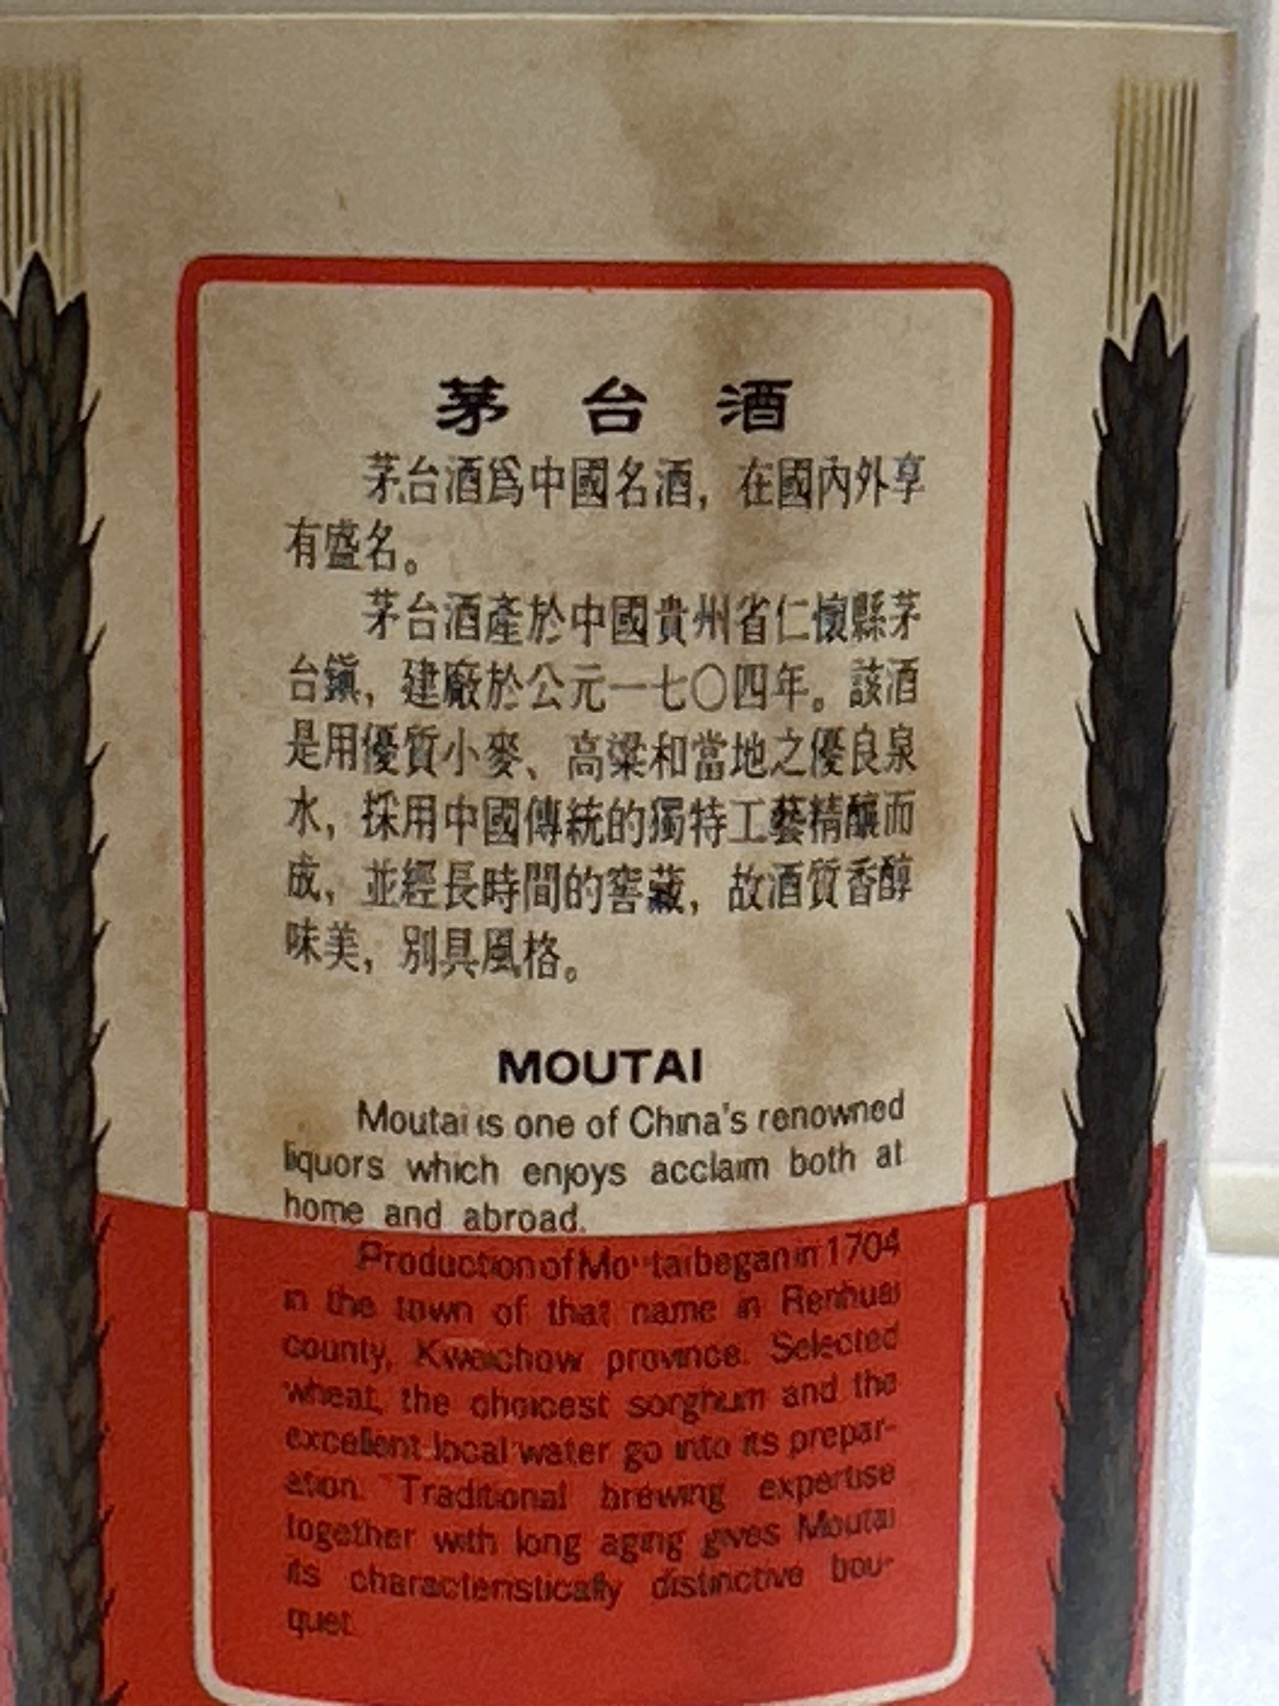 茅台酒
茅台酒爲中國名酒，在國內外享
有盛名。
茅台酒產於中國貴州省仁懷縣茅
台鎮，建廠於公元一七〇四年。該酒
是用優質小麥、高粱和當地之優良泉
水，採用中國傳統的獨特工藝精釀而
成，並經長時間的窖藏，故酒質香醇
味美，別具風格。
MOUTAI
Moutai is one of China's renowned
liquors which enjoys acclaim both at
home and abroad.
Production of Moutai began in 1704
in the town of that name in Renhuai
county, Kweichow province. Selected
wheat, the choicest sorghum and the
excellent local water go into its prepar-
ation. Traditional brewing expertise
together with long aging gives Moutai
its characteristically distinctive bou-
quet.